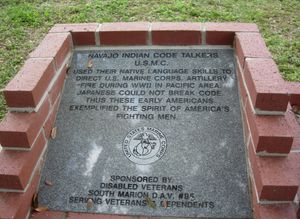 NAVAJO INDIAN CODE TALKERS
U.S.M.C.
USED THEIR NATIVE LANGUAGE SKILLS TO
DIRECT U.S. MARINE CORPS. ARTILLERY
FIRE DURING WWII IN PACIFIC AREA.
JAPANESE COULD NOT BREAK CODE.
THUS THESE EARLY AMERICANS
EXEMPLIFIED THE SPIRIT OF AMERICA'S
FIGHTING MEN.
SPONSORED BY
DISABLED VETERANS
SOUTH MARION D.A.V. #85
SERVING VETERANS & DEPENDENTS